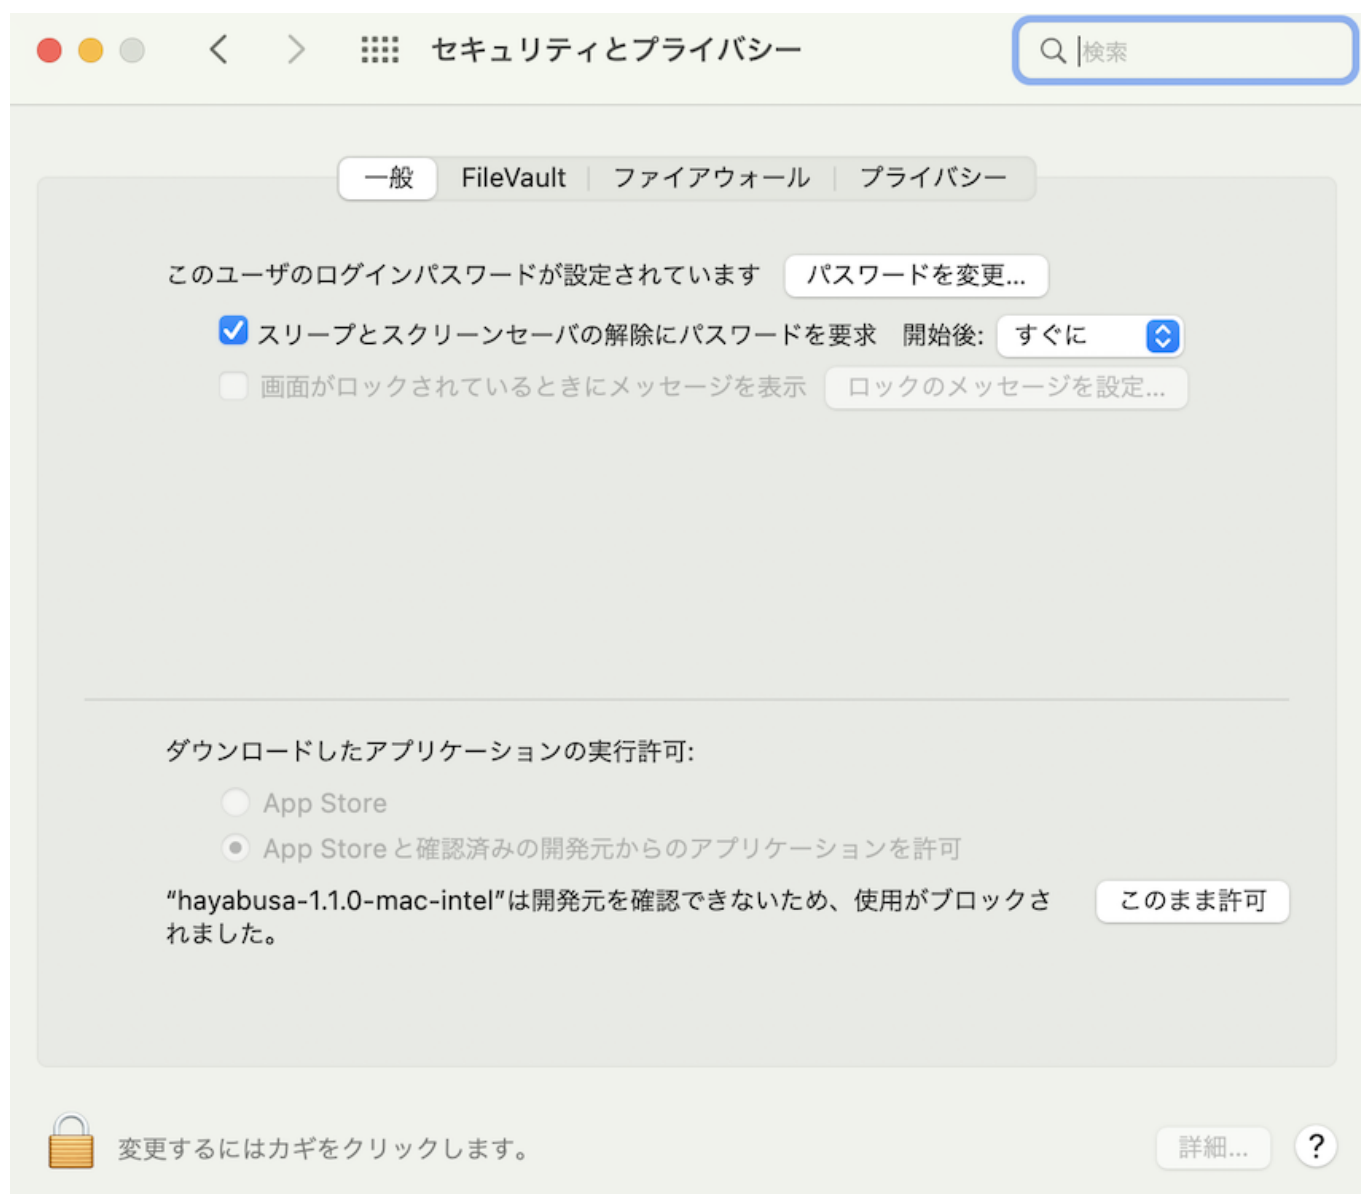 セキュリティとプライバシー
検索
一般 FileVault ファイアウォール プライバシー
このユーザのログインパスワードが設定されています パスワードを変更...
スリープとスクリーンセーバの解除にパスワードを要求 開始後: すぐに
画面がロックされているときにメッセージを表示 ロックのメッセージを設定...
ダウンロードしたアプリケーションの実行許可:
App Store
App Storeと確認済みの開発元からのアプリケーションを許可
“hayabusa-1.1.0-mac-intel”は開発元を確認できないため、使用がブロックさ
れました。
このまま許可
変更するにはカギをクリックします。
詳細... ?